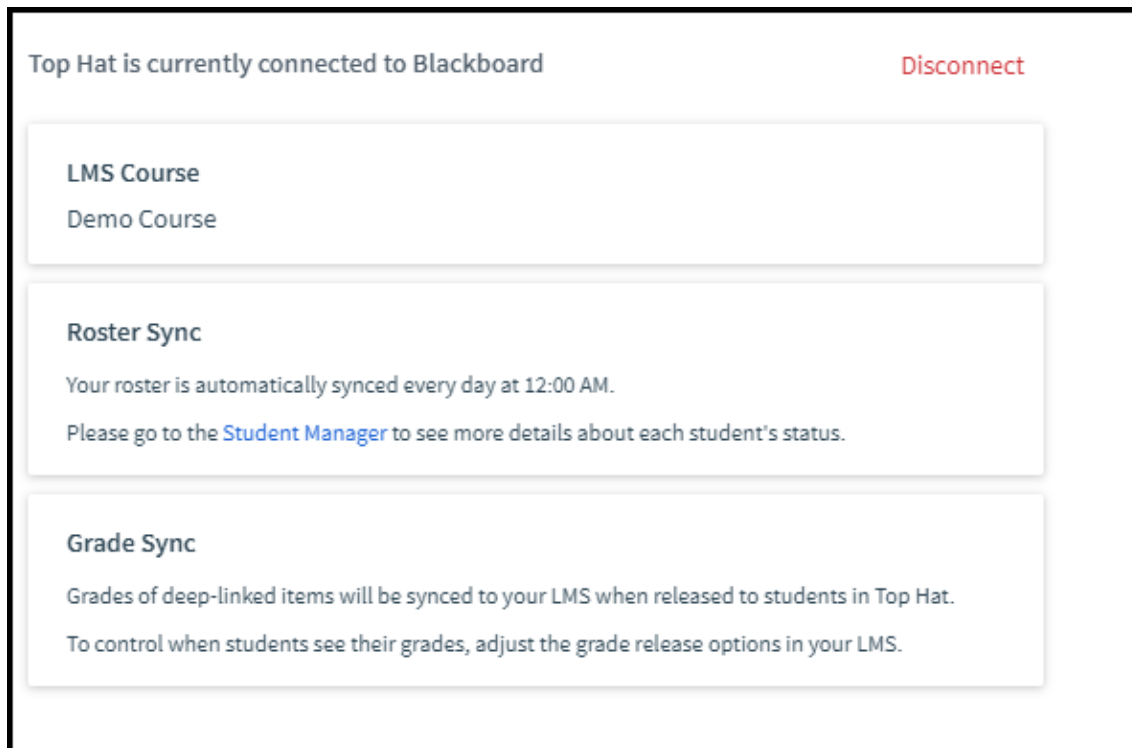 Top Hat is currently connected to Blackboard
Disconnect
LMS Course
Demo Course
Roster Sync
Your roster is automatically synced every day at 12:00 AM.
Please go to the Student Manager to see more details about each student's status.
Grade Sync
Grades of deep-linked items will be synced to your LMS when released to students in Top Hat.
To control when students see their grades, adjust the grade release options in your LMS.